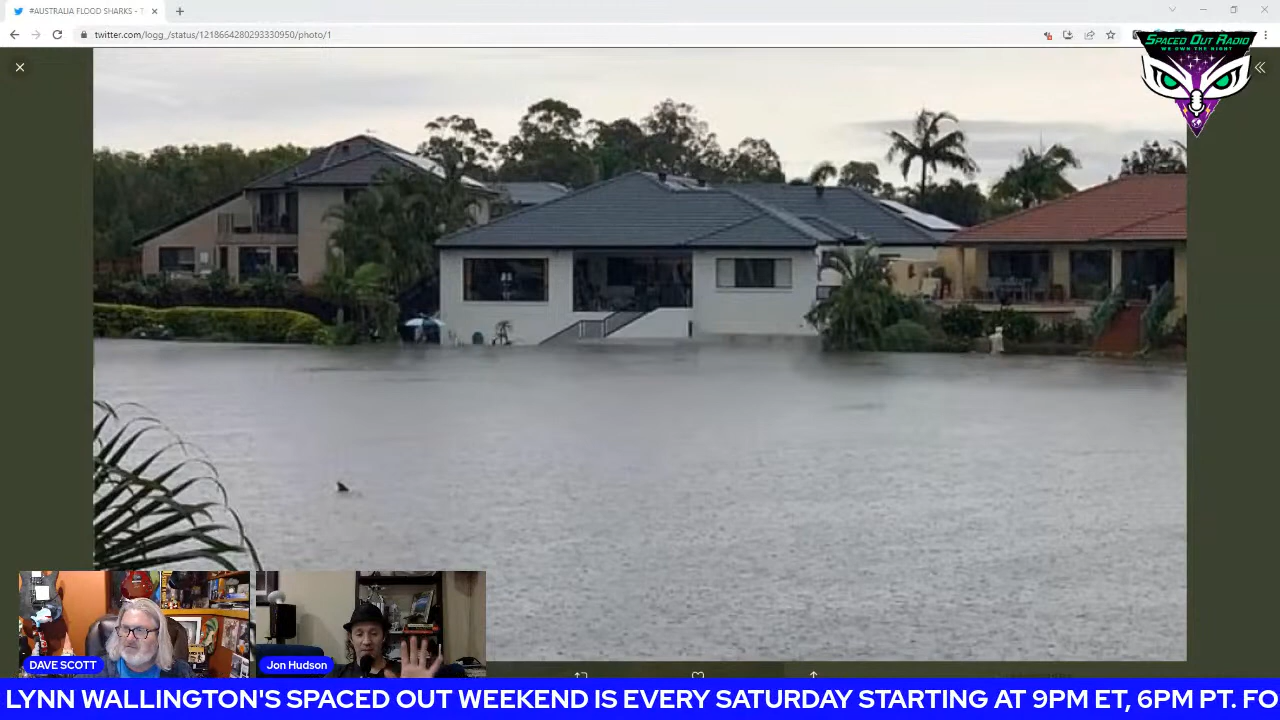 #AUSTRALIA FLOOD SHARKS -
twitter.com/logg_/status/1218664280293330950/photo/1
SPACED OUT RADIO
WE OWN THE NIGHT
DAVE SCOTT
Jon Hudson
LYNN WALLINGTON'S SPACED OUT WEEKEND IS EVERY SATURDAY STARTING AT 9PM ET, 6PM PT. FO